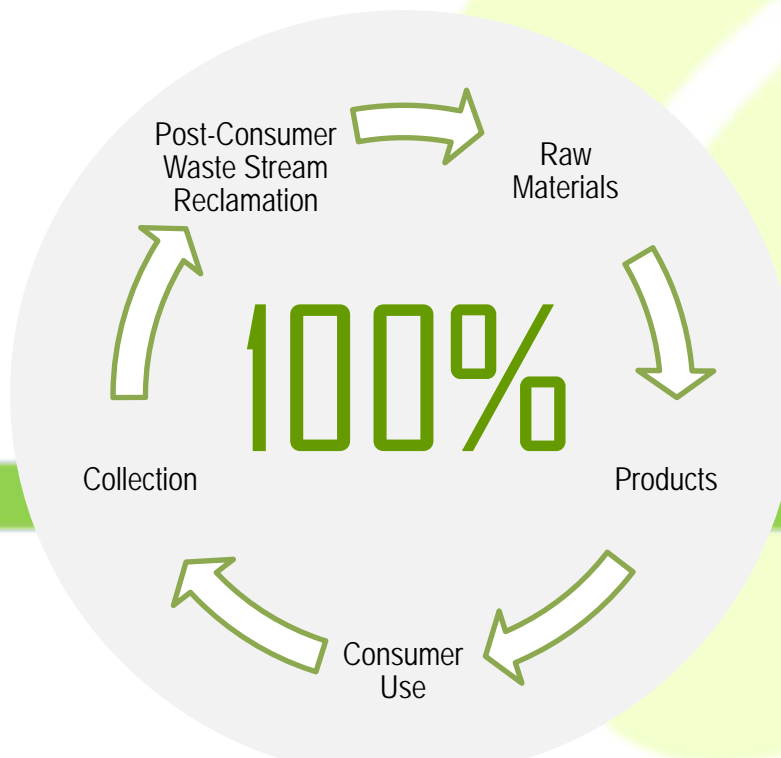 Post-Consumer
Waste Stream
Reclamation
Raw
Materials
100%
Collection
Products
Consumer
Use